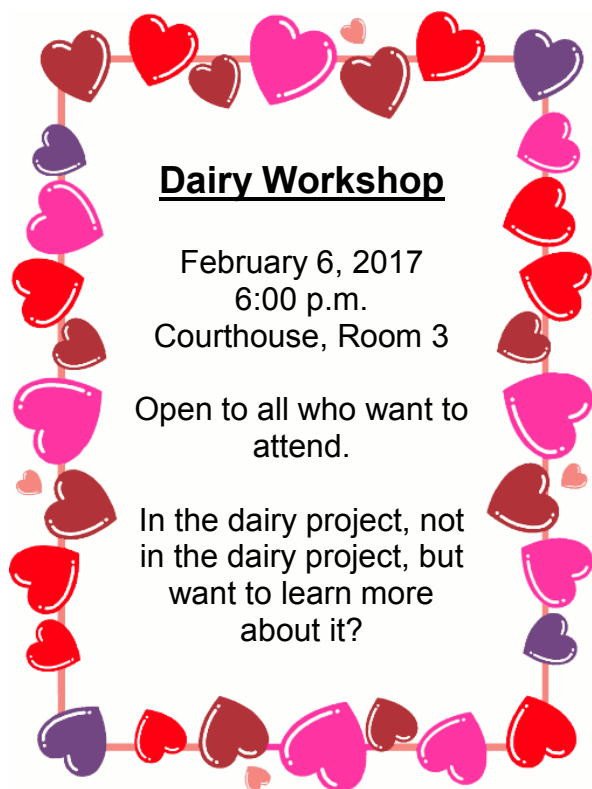 Dairy Workshop
February 6, 2017
6:00 p.m.
Courthouse, Room 3
Open to all who want to
attend.
In the dairy project, not
in the dairy project, but
want to learn more
about it?